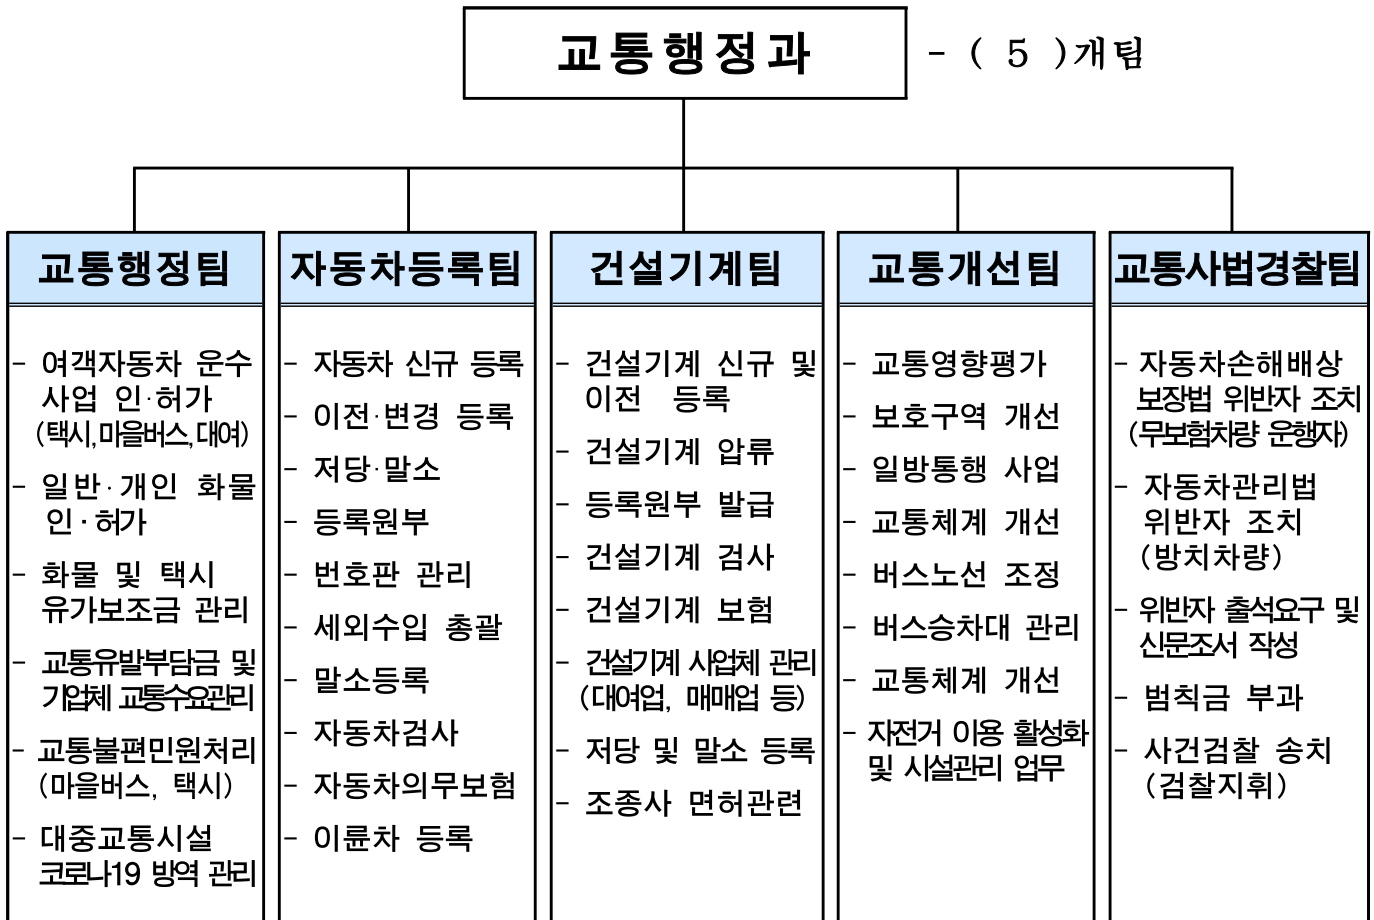 교통행정과
- ( 5 )개팀
교통행정팀
- 여객자동차 운수
사업 인·허가
(택시,마을버스,대여)
- 일반·개인 화물
인·허가
- 화물 및 택시
유가보조금 관리
- 교통유발부담금 및
기업체 교통수요관리
- 교통불편민원처리
(마을버스, 택시)
- 대중교통시설
코로나19 방역 관리
자동차등록팀
- 자동차 신규 등록
- 이전·변경 등록
- 저당·말소
- 등록원부
- 번호판 관리
- 세외수입 총괄
- 말소등록
- 자동차검사
- 자동차의무보험
- 이륜차 등록
건설기계팀
- 건설기계 신규 및
이전 등록
- 건설기계 압류
- 등록원부 발급
- 건설기계 검사
- 건설기계 보험
- 건설기계 사업체 관리
(대여업, 매매업 등)
- 저당 및 말소 등록
- 조종사 면허관련
교통개선팀
- 교통영향평가
- 보호구역 개선
- 일방통행 사업
- 교통체계 개선
- 버스노선 조정
- 버스승차대 관리
- 교통체계 개선
- 자전거 이용 활성화
및 시설관리 업무
교통사법경찰팀
- 자동차손해배상
보장법 위반자 조치
(무보험차량 운행자)
- 자동차관리법
위반자 조치
(방치차량)
- 위반자 출석요구 및
신문조서 작성
- 범칙금 부과
- 사건검찰 송치
(검찰지휘)